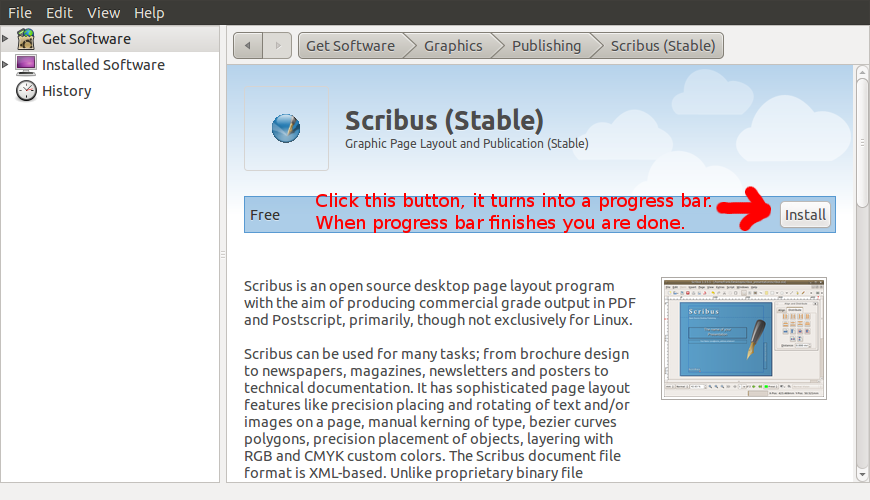 File Edit View Help
Get Software
Installed Software
History
Get Software Graphics Publishing Scribus (Stable)
Scribus (Stable)
Graphic Page Layout and Publication (Stable)
Free
Click this button, it turns into a progress bar.
When progress bar finishes you are done.
Install
Scribus is an open source desktop page layout program
with the aim of producing commercial grade output in PDF
and Postscript, primarily, though not exclusively for Linux.
Scribus can be used for many tasks; from brochure design
to newspapers, magazines, newsletters and posters to
technical documentation. It has sophisticated page layout
features like precision placing and rotating of text and/or
images on a page, manual kerning of type, bezier curves
polygons, precision placement of objects, layering with
RGB and CMYK custom colors. The Scribus document file
format is XML-based. Unlike proprietary binary file
Scribus